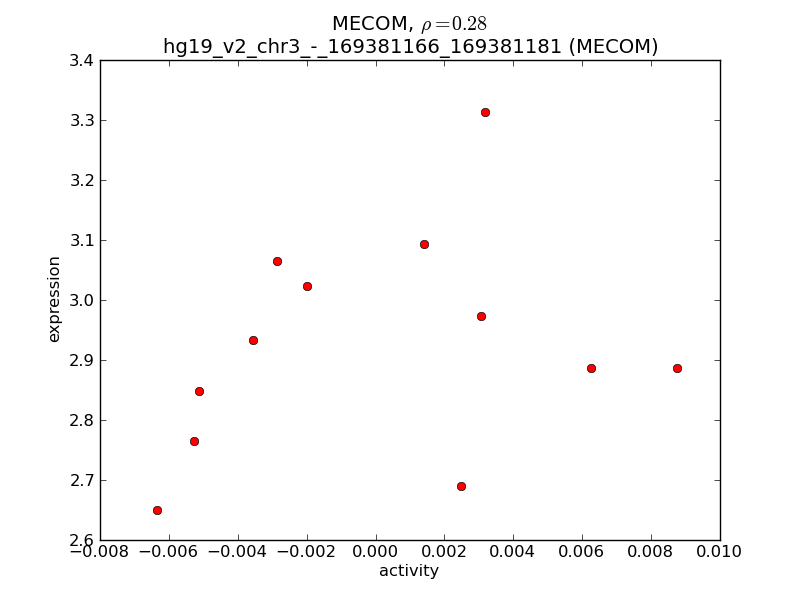 MECOM, ρ=0.28
hg19_v2_chr3_-_169381166_169381181 (MECOM)
3.4
3.3
3.2
3.1
3.0
2.9
2.8
2.7
2.6
expression
−0.008 −0.006 −0.004 −0.002 0.000 0.002 0.004 0.006 0.008 0.010
activity